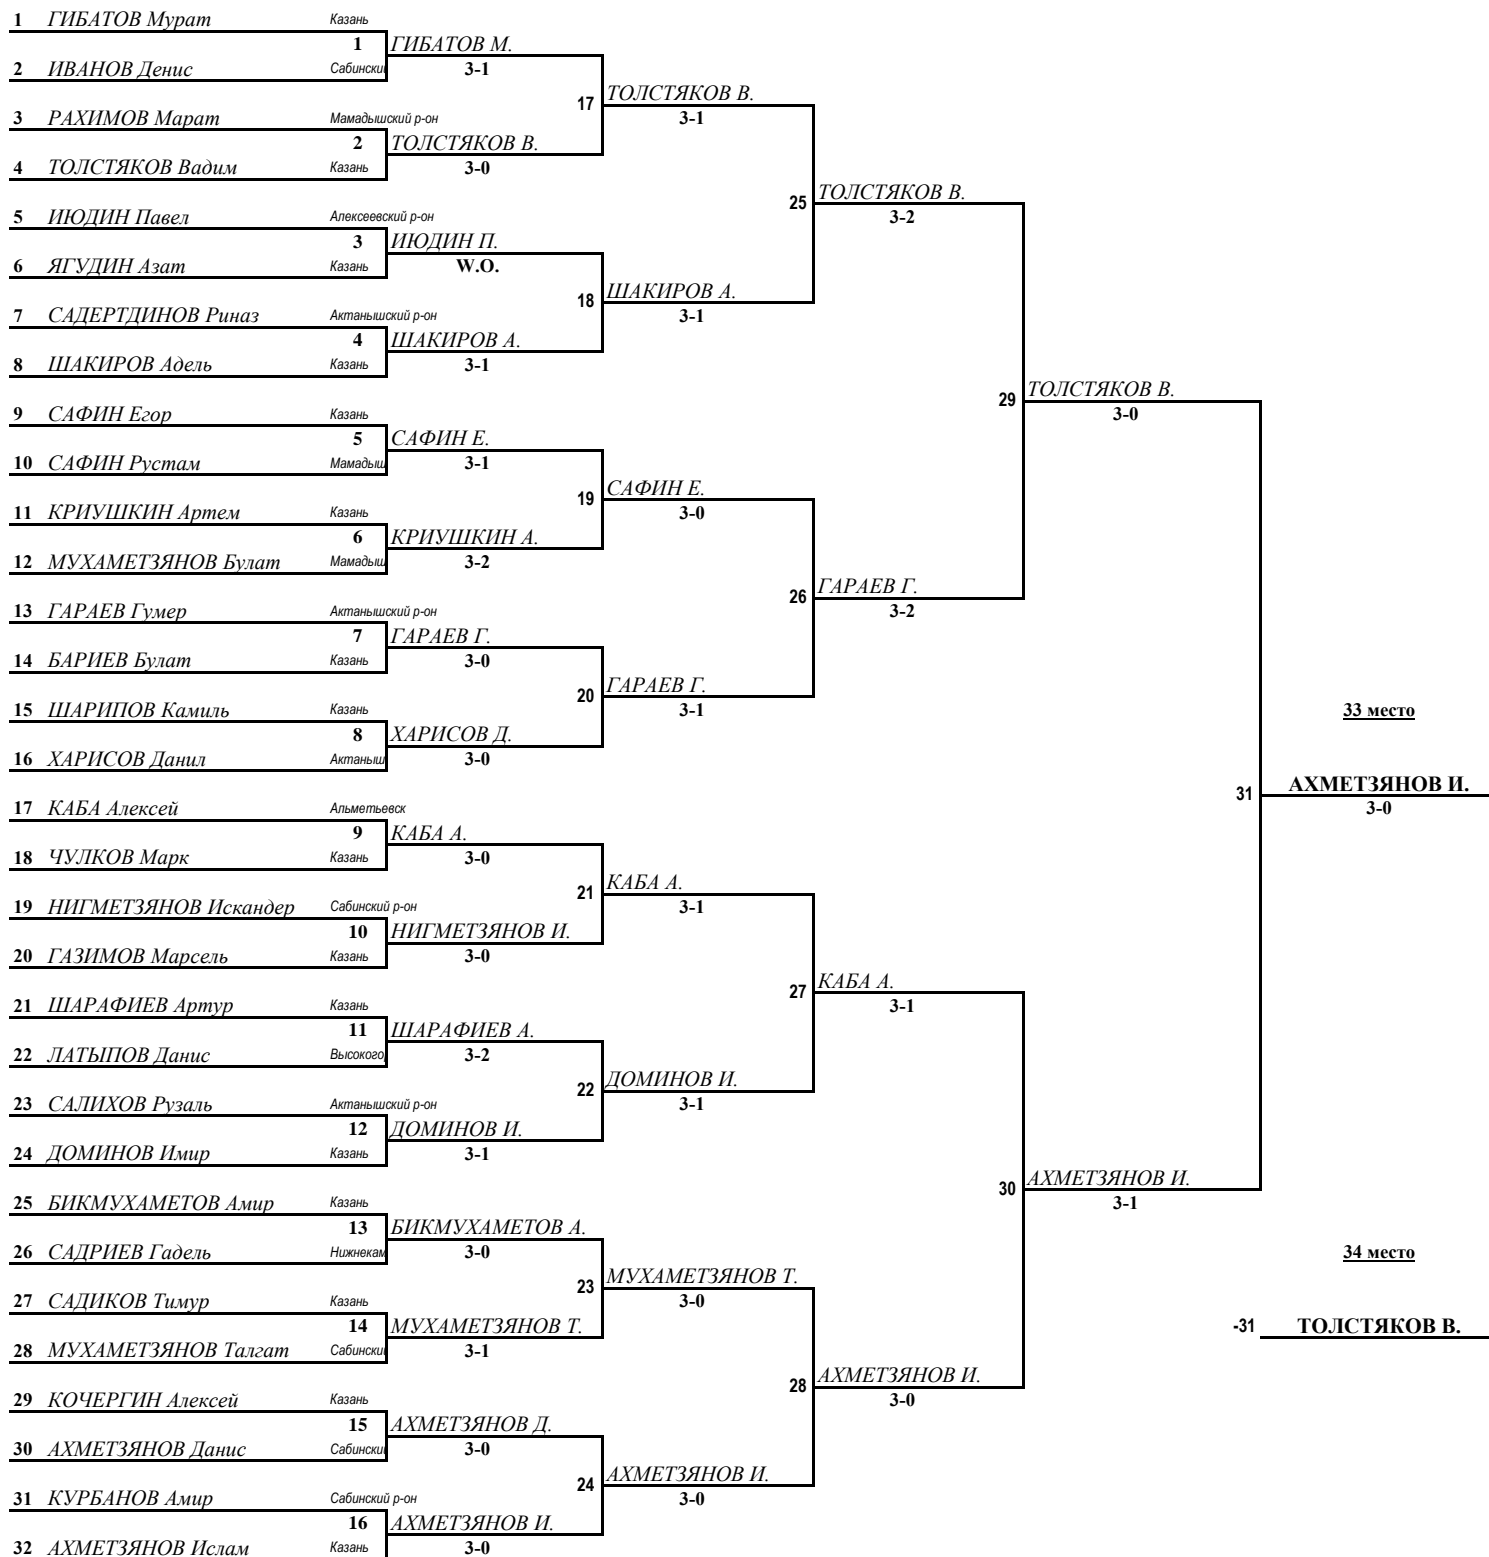 1 ГИБАТОВ Мурат Казань
1 ГИБАТОВ М.
2 ИВАНОВ Денис Сабински 3-1
17 ТОЛСТЯКОВ В.
3 РАХИМОВ Марат Мамадышский р-он 3-1
2 ТОЛСТЯКОВ В.
4 ТОЛСТЯКОВ Вадим Казань 3-0
25 ТОЛСТЯКОВ В.
5 ИЮДИН Павел Алексеевский р-он 3-2
3 ИЮДИН П.
6 ЯГУДИН Азат Казань W.O.
18 ШАКИРОВ А.
7 САДЕРТДИНОВ Риназ Актанышский р-он 3-1
4 ШАКИРОВ А.
8 ШАКИРОВ Адель Казань 3-1
29 ТОЛСТЯКОВ В.
9 САФИН Егор Казань 3-0
5 САФИН Е.
10 САФИН Рустам Мамадыш 3-1
19 САФИН Е.
11 КРИУШКИН Артем Казань 3-0
6 КРИУШКИН А.
12 МУХАМЕТЗЯНОВ Булат Мамадыш 3-2
26 ГАРАЕВ Г.
13 ГАРАЕВ Гумер Актанышский р-он 3-2
7 ГАРАЕВ Г.
14 БАРИЕВ Булат Казань 3-0
20 ГАРАЕВ Г.
15 ШАРИПОВ Камиль Казань 3-1 33 место
8 ХАРИСОВ Д.
16 ХАРИСОВ Данил Актаныш 3-0
31 АХМЕТЗЯНОВ И.
17 КАБА Алексей Альметьевск 3-0
9 КАБА А.
18 ЧУЛКОВ Марк Казань 3-0
21 КАБА А.
19 НИГМЕТЗЯНОВ Искандер Сабинский р-он 3-1
10 НИГМЕТЗЯНОВ И.
20 ГАЗИМОВ Марсель Казань 3-0
27 КАБА А.
21 ШАРАФИЕВ Артур Казань 3-1
11 ШАРАФИЕВ А.
22 ЛАТЫПОВ Данис Высокого 3-2
22 ДОМИНОВ И.
23 САЛИХОВ Рузаль Актанышский р-он 3-1
12 ДОМИНОВ И.
24 ДОМИНОВ Имир Казань 3-1
30 АХМЕТЗЯНОВ И.
25 БИКМУХАМЕТОВ Амир Казань 3-1
13 БИКМУХАМЕТОВ А.
26 САДРИЕВ Гадель Нижнекам 3-0 34 место
23 МУХАМЕТЗЯНОВ Т.
27 САДИКОВ Тимур Казань 3-0
14 МУХАМЕТЗЯНОВ Т. -31 ТОЛСТЯКОВ В.
28 МУХАМЕТЗЯНОВ Талгат Сабински 3-1
28 АХМЕТЗЯНОВ И.
29 КОЧЕРГИН Алексей Казань 3-0
15 АХМЕТЗЯНОВ Д.
30 АХМЕТЗЯНОВ Данис Сабински 3-0
24 АХМЕТЗЯНОВ И.
31 КУРБАНОВ Амир Сабинский р-он 3-0
16 АХМЕТЗЯНОВ И.
32 АХМЕТЗЯНОВ Ислам Казань 3-0